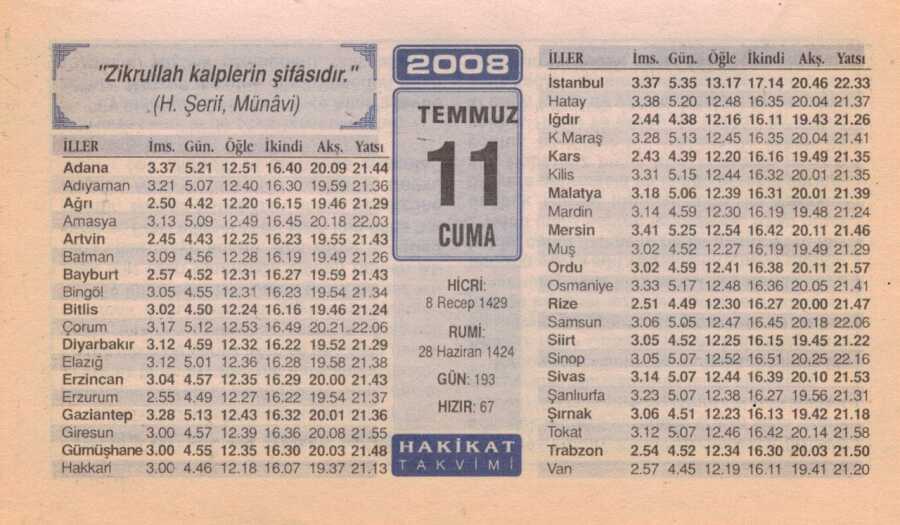 "Zikrullah kalplerin şifâsıdır."
(H. Şerif, Münâvi)
İLLER İms. Gün. Öğle İkindi Akş. Yatsı
Adana 3.37 5.21 12.51 16.40 20.09 21.44
Adıyaman 3.21 5.07 12.40 16.30 19.59 21.36
Ağrı 2.50 4.42 12.20 16.15 19.46 21.29
Amasya 3.13 5.09 12.49 16.45 20.18 22.03
Artvin 2.45 4.43 12.25 16.23 19.55 21.43
Batman 3.09 4.56 12.28 16.19 19.49 21.26
Bayburt 2.57 4.52 12.31 16.27 19.59 21.43
Bingöl 3.05 4.55 12.31 16.23 19.54 21.34
Bitlis 3.02 4.50 12.24 16.16 19.46 21.24
Çorum 3.17 5.12 12.53 16.49 20.21 22.06
Diyarbakır 3.12 4.59 12.32 16.22 19.52 21.29
Elazığ 3.12 5.01 12.36 16.28 19.58 21.38
Erzincan 3.04 4.57 12.35 16.29 20.00 21.43
Erzurum 2.55 4.49 12.27 16.22 19.54 21.37
Gaziantep 3.28 5.13 12.43 16.32 20.01 21.36
Giresun 3.00 4.57 12.39 16.36 20.08 21.55
Gümüşhane 3.00 4.55 12.35 16.30 20.03 21.48
Hakkari 3.00 4.46 12.18 16.07 19.37 21.13
2008
TEMMUZ
11
CUMA
HİCRİ:
8 Recep 1429
RUMİ:
28 Haziran 1424
GÜN: 193
HIZIR: 67
HAKİKAT
TAKVİMİ
İLLER İms. Gün. Öğle İkindi Akş. Yatsı
İstanbul 3.37 5.35 13.17 17.14 20.46 22.33
Hatay 3.38 5.20 12.48 16.35 20.04 21.37
Iğdır 2.44 4.38 12.16 16.11 19.43 21.26
K.Maraş 3.28 5.13 12.45 16.35 20.04 21.41
Kars 2.43 4.39 12.20 16.16 19.49 21.35
Kilis 3.31 5.15 12.44 16.32 20.01 21.35
Malatya 3.18 5.06 12.39 16.31 20.01 21.39
Mardin 3.14 4.59 12.30 16.19 19.48 21.24
Mersin 3.41 5.25 12.54 16.42 20.11 21.46
Muş 3.02 4.52 12.27 16.19 19.49 21.29
Ordu 3.02 4.59 12.41 16.38 20.11 21.57
Osmaniye 3.33 5.17 12.48 16.36 20.05 21.41
Rize 2.51 4.49 12.30 16.27 20.00 21.47
Samsun 3.06 5.05 12.47 16.45 20.18 22.06
Siirt 3.05 4.52 12.25 16.15 19.45 21.22
Sinop 3.05 5.07 12.52 16.51 20.25 22.16
Sivas 3.14 5.07 12.44 16.39 20.10 21.53
Şanlıurfa 3.23 5.07 12.38 16.27 19.56 21.31
Şırnak 3.06 4.51 12.23 16.13 19.42 21.18
Tokat 3.12 5.07 12.46 16.42 20.14 21.58
Trabzon 2.54 4.52 12.34 16.30 20.03 21.50
Van 2.57 4.45 12.19 16.11 19.41 21.20